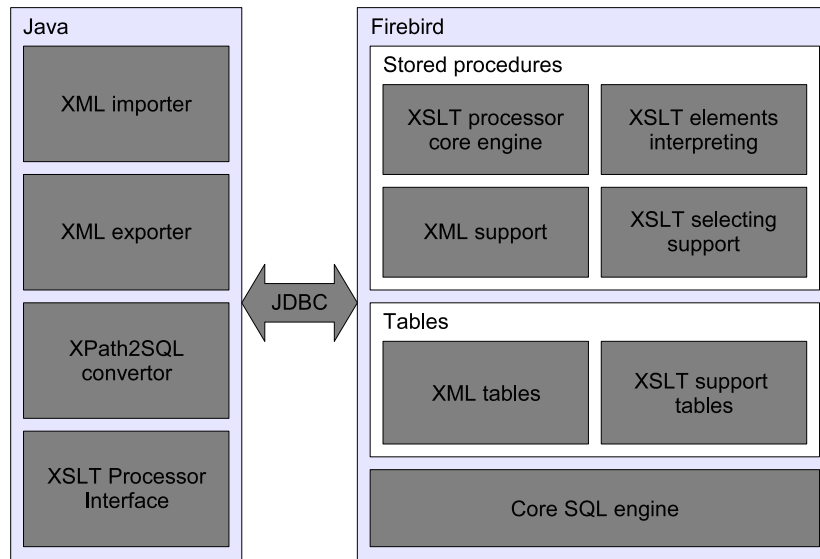 Java
XML importer
XML exporter
XPath2SQL
convertor
XSLT Processor
Interface
JDBC
Firebird
Stored procedures
XSLT processor
core engine
XSLT elements
interpreting
XML support
XSLT selecting
support
Tables
XML tables
XSLT support
tables
Core SQL engine